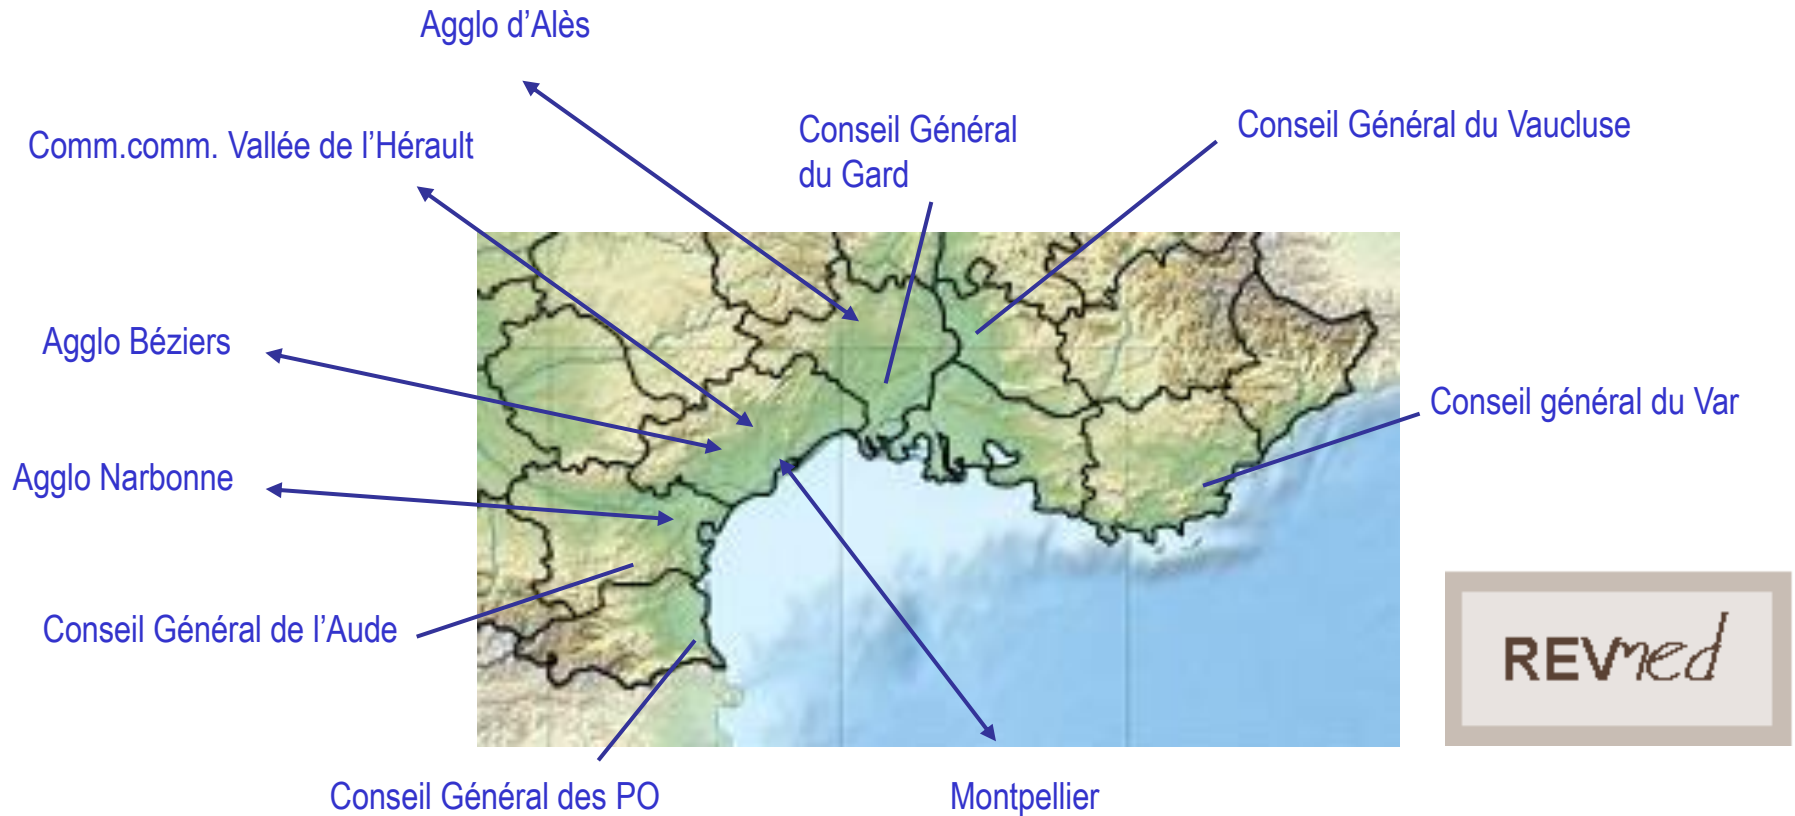 Agglo d’Alès
Comm.comm. Vallée de l’Hérault
Conseil Général
du Gard
Conseil Général du Vaucluse
Agglo Béziers
Conseil général du Var
Agglo Narbonne
Conseil Général de l’Aude
REVmed
Conseil Général des PO
Montpellier